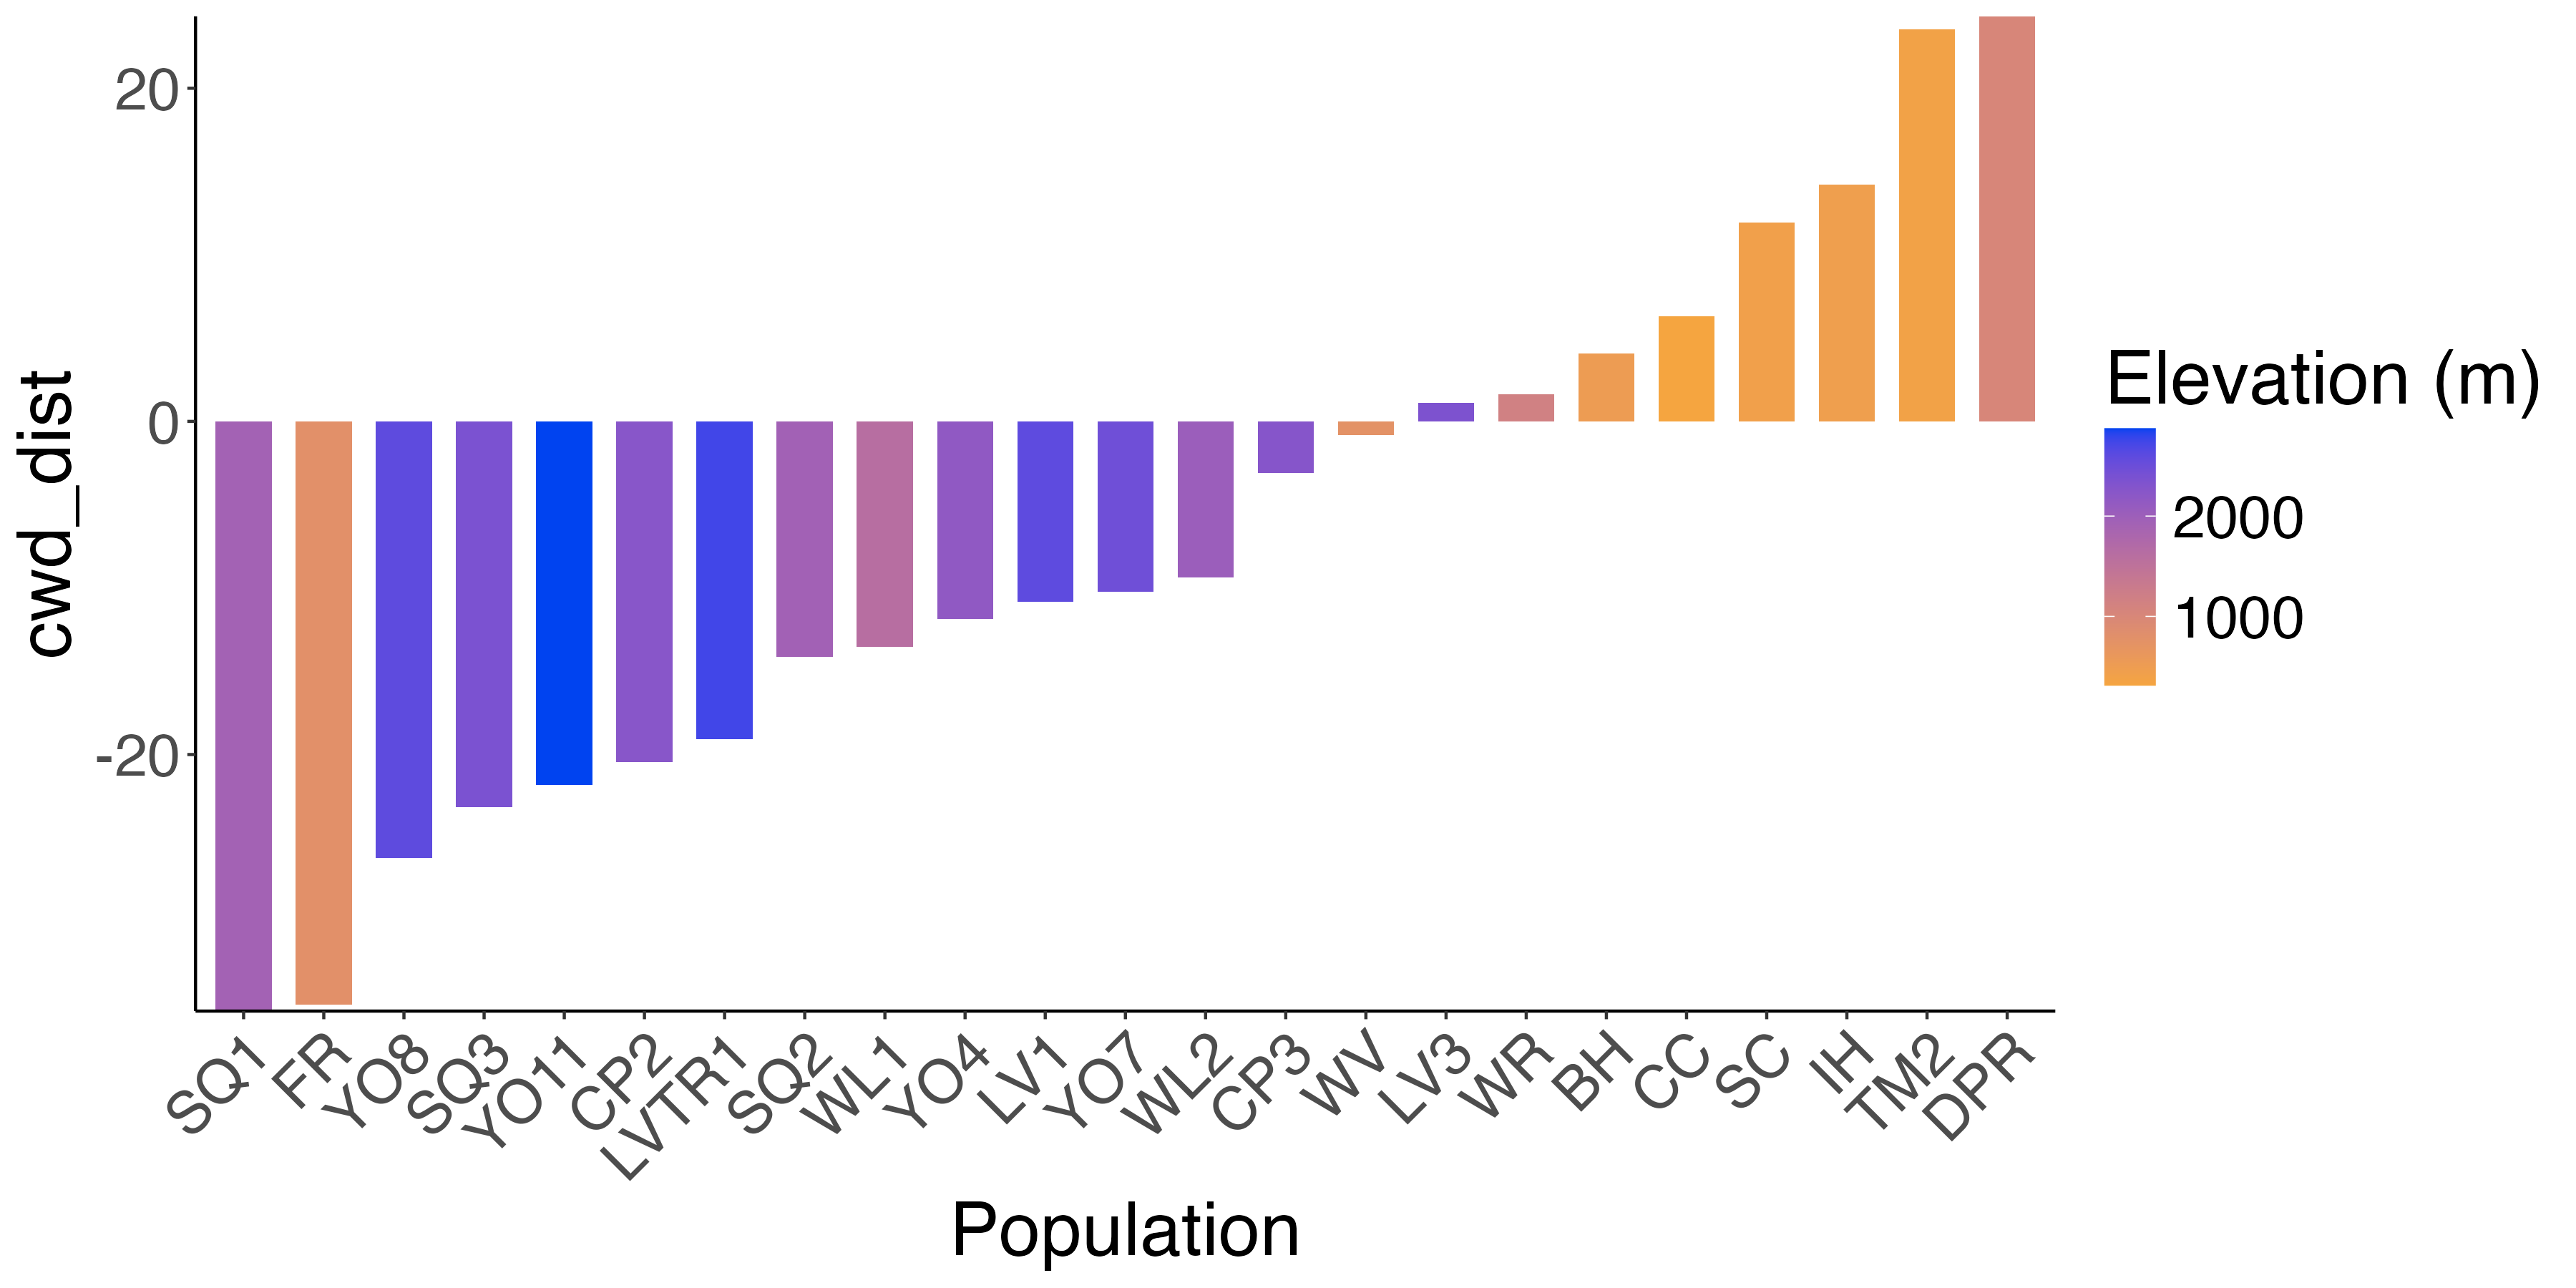 cwd_dist
20
0
-20
SQ1
FR
YO8
SQ3
YO11
CP2
LVTR1
SQ2
WL1
YO4
LV1
YO7
WL2
CP3
WV
LV3
WR
BH
CC
SC
IH
TM2
DPR
Population
Elevation (m)
2000
1000